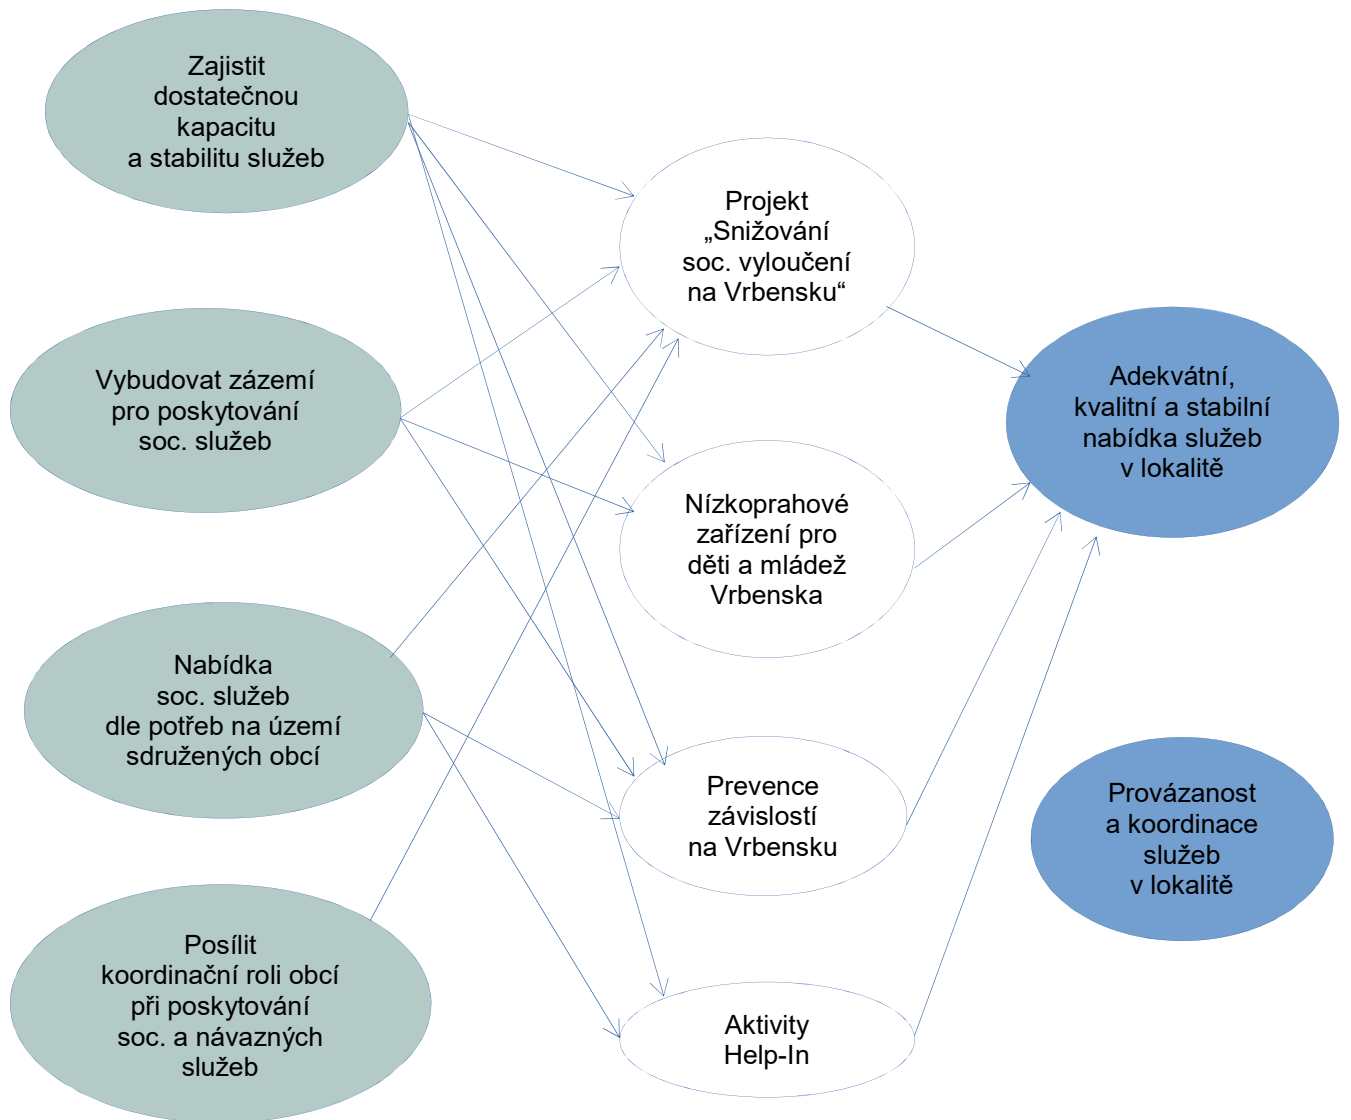 Zajistit
dostatečnou
kapacitu
a stabilitu služeb
Vybudovat zázemí
pro poskytování
soc. služeb
Nabídka
soc. služeb
dle potřeb na území
sdružených obcí
Posílit
koordinační roli obcí
při poskytování
soc. a návazných
služeb
Projekt
„Snižování
soc. vyloučení
na Vrbensku“
Nízkoprahové
zařízení pro
děti a mládež
Vrbenska
Prevence
závislostí
na Vrbensku
Aktivity
Help-In
Adekvátní,
kvalitní a stabilní
nabídka služeb
v lokalitě
Provázanost
a koordinace
služeb
v lokalitě